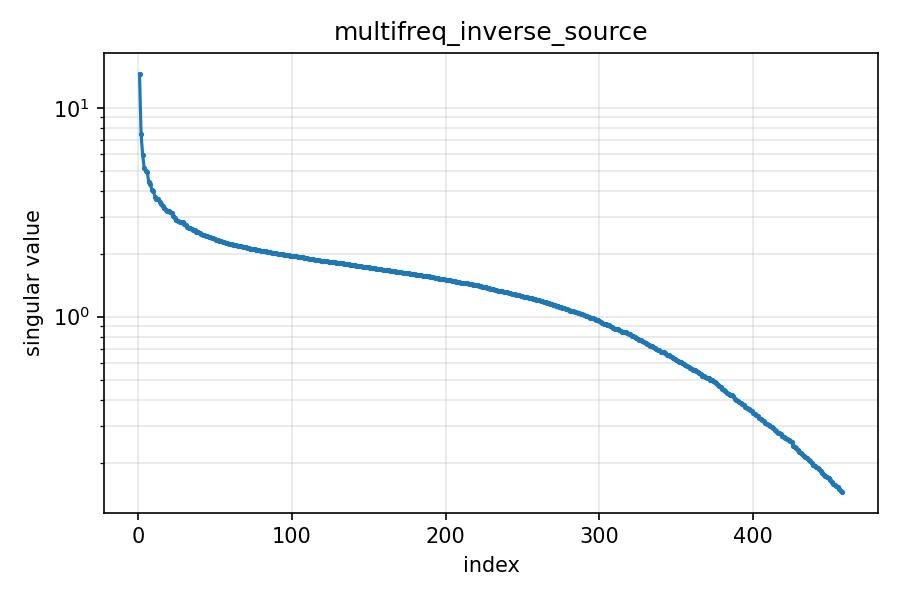 multifreq_inverse_source
singular value
10¹
10⁰
0 100 200 300 400
index